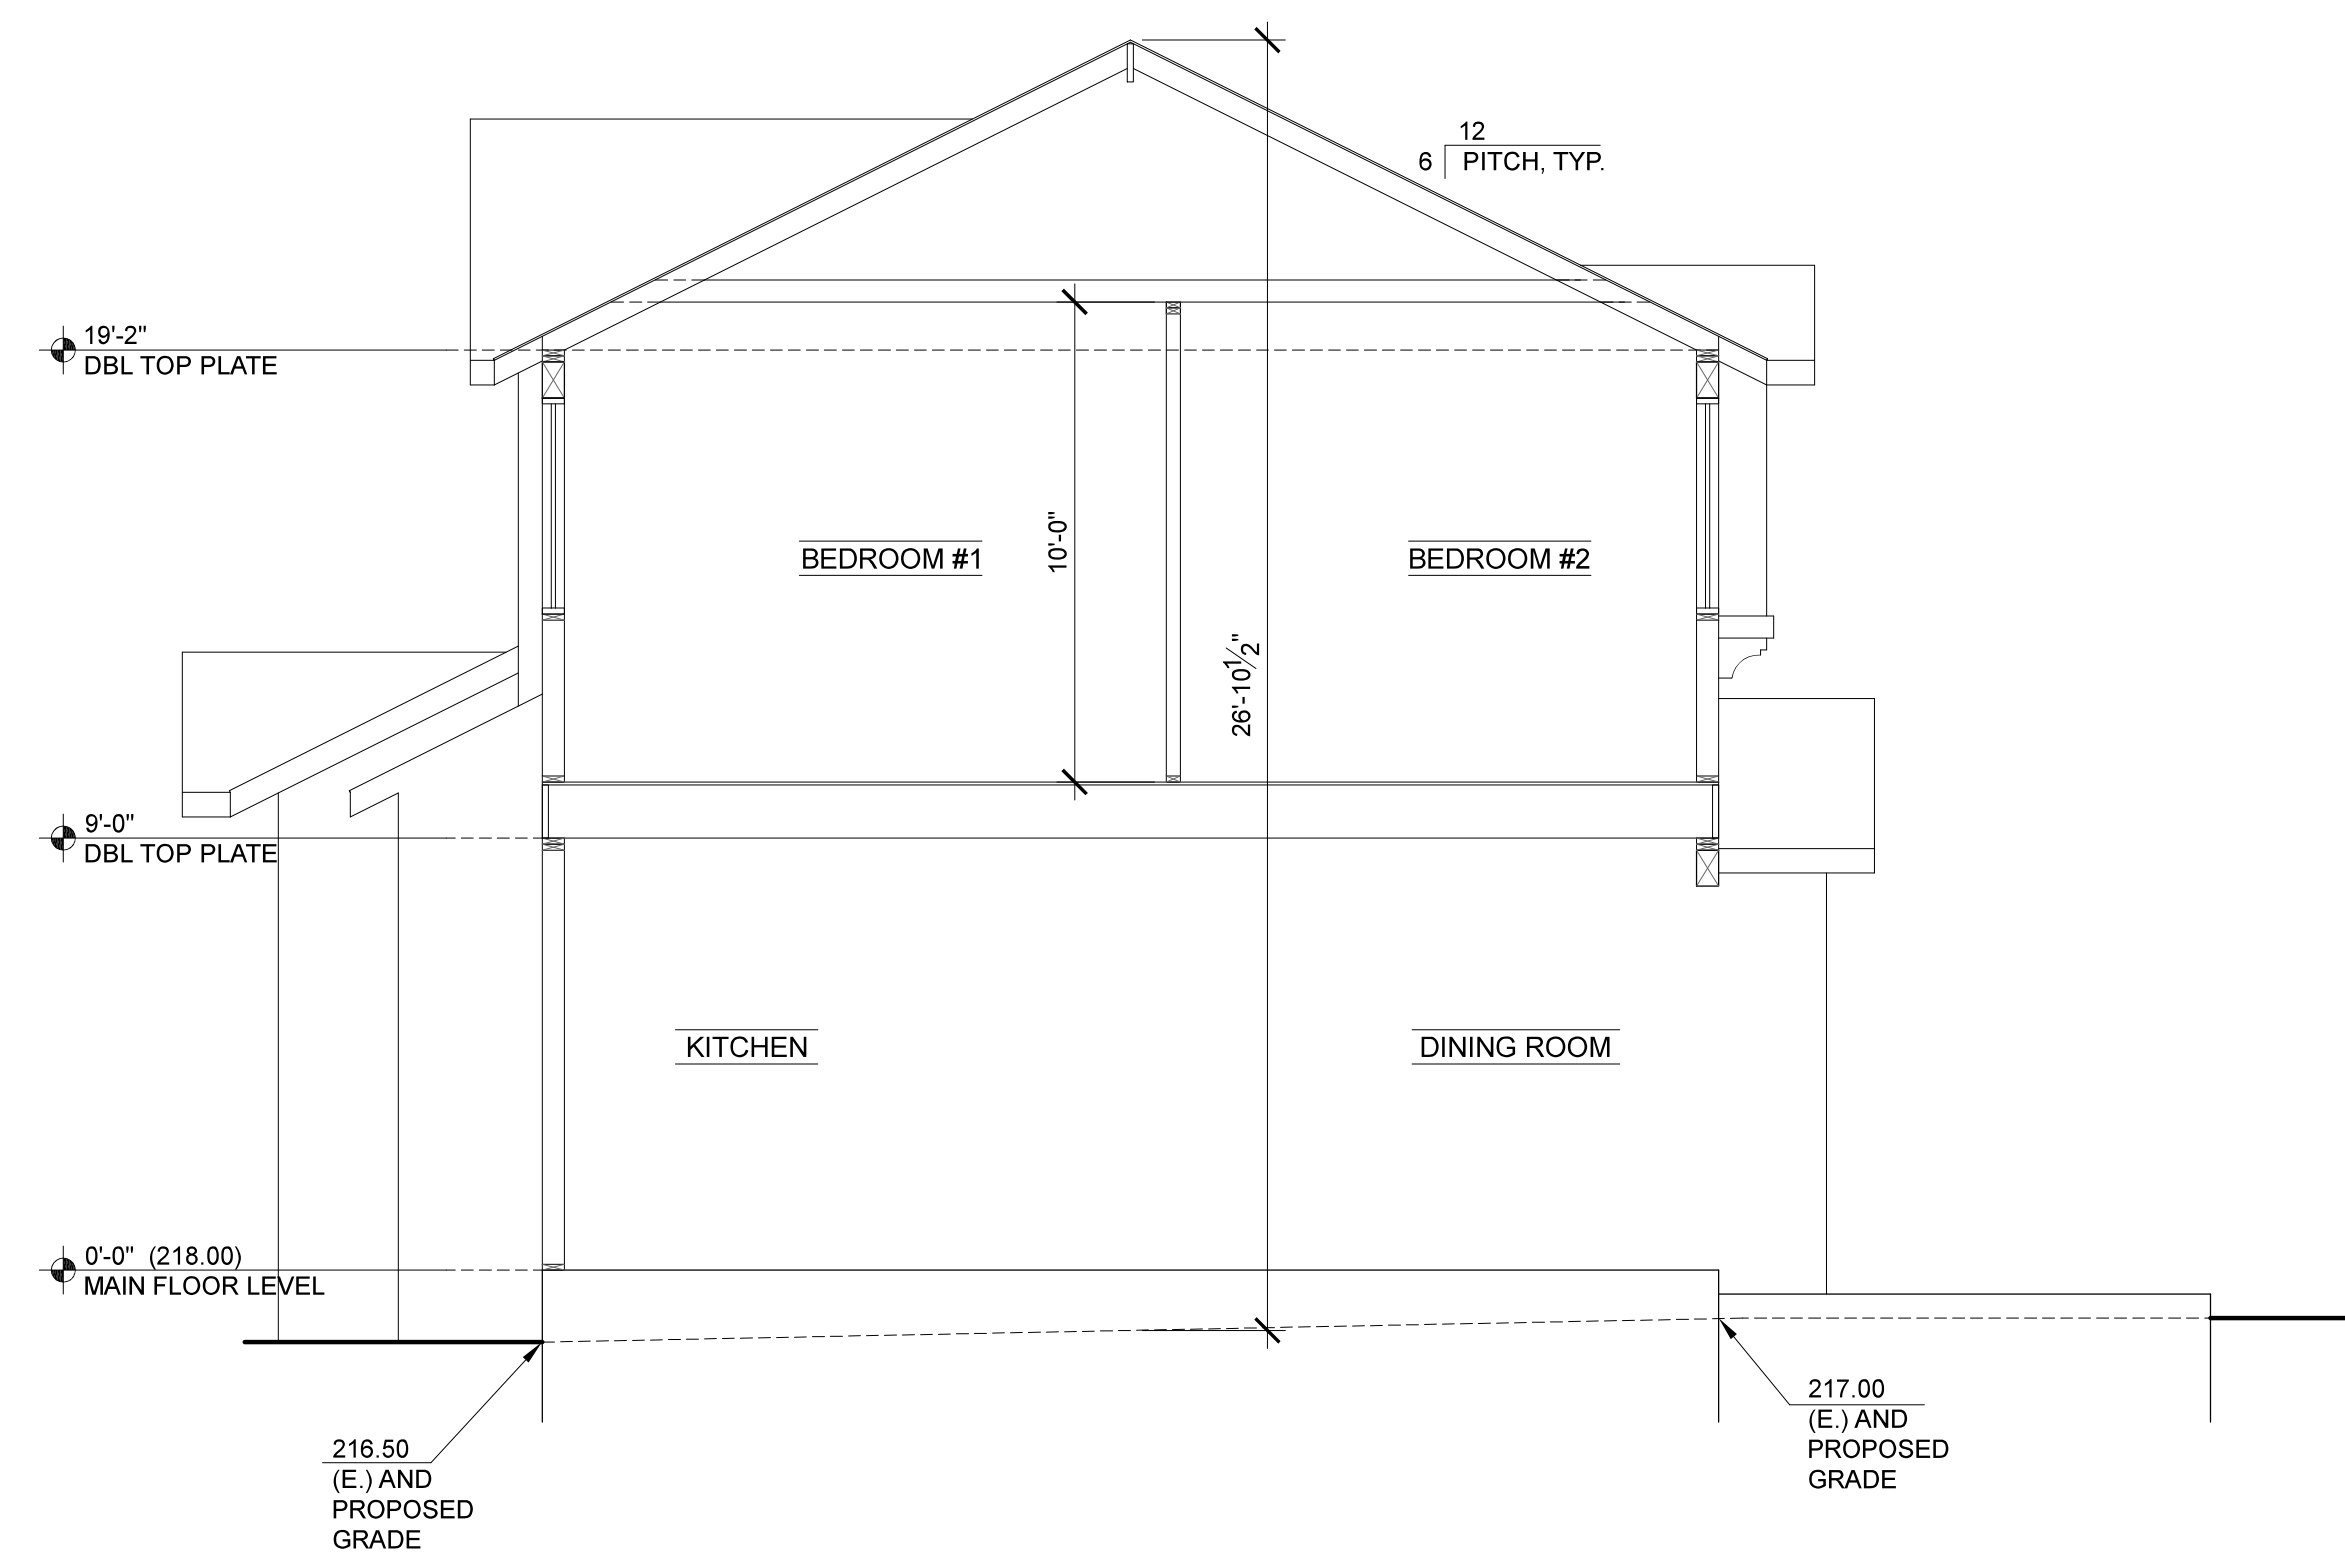 12
6 PITCH, TYP.
19'-2"
DBL TOP PLATE
10'-0"
BEDROOM #1
BEDROOM #2
26'-10½"
9'-0"
DBL TOP PLATE
KITCHEN
DINING ROOM
0'-0" (218.00)
MAIN FLOOR LEVEL
217.00
(E.) AND
PROPOSED
GRADE
216.50
(E.) AND
PROPOSED
GRADE